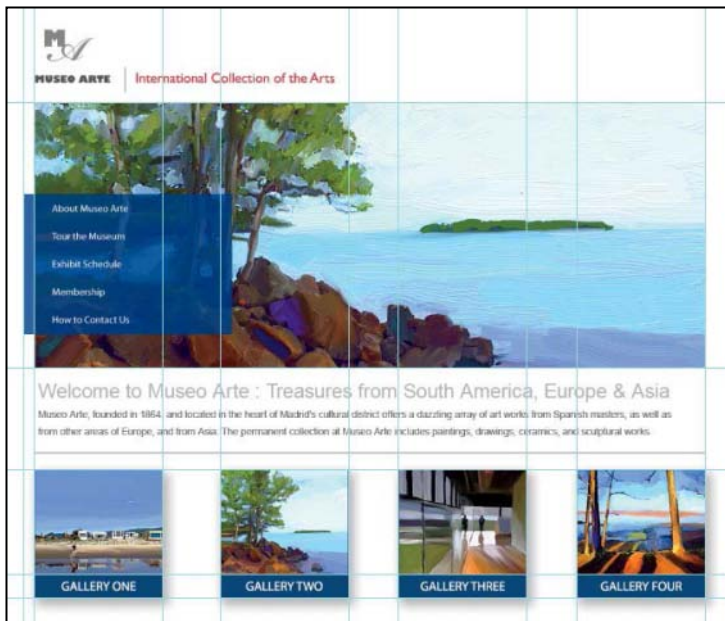 MA
MUSEO ARTE
International Collection of the Arts
About Museo Arte
Tour the Museum
Exhibit Schedule
Membership
How to Contact Us
Welcome to Museo Arte : Treasures from South America, Europe & Asia
Museo Arte, founded in 1864, and located in the heart of Madrid's cultural district offers a dazzling array of art works from Spanish masters, as well as
from other areas of Europe, and from Asia. The permanent collection at Museo Arte includes paintings, drawings, ceramics, and sculptural works.
GALLERY ONE
GALLERY TWO
GALLERY THREE
GALLERY FOUR